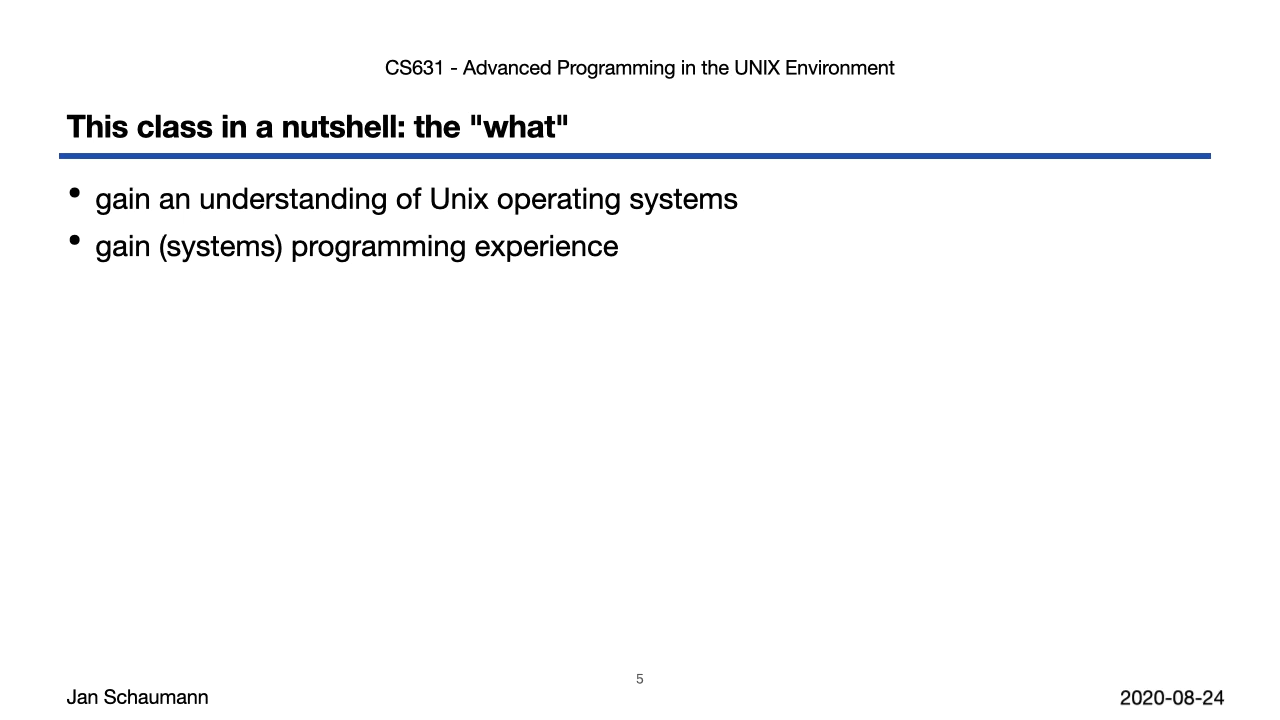 CS631 - Advanced Programming in the UNIX Environment
This class in a nutshell: the "what"
• gain an understanding of Unix operating systems
• gain (systems) programming experience
5
Jan Schaumann
2020-08-24